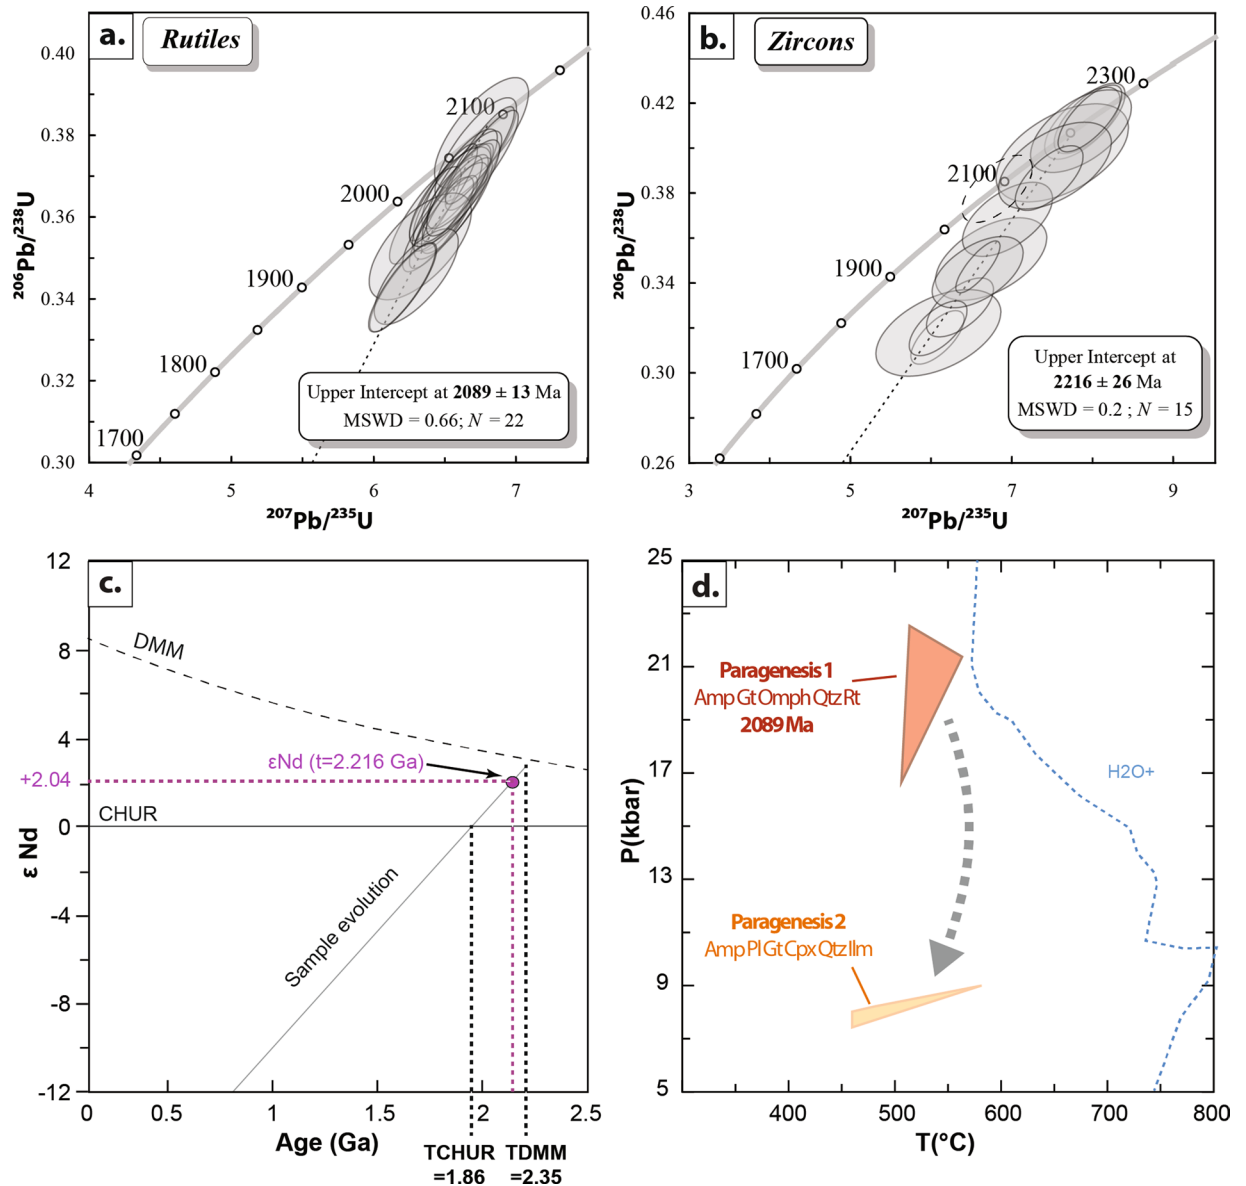 a.
Rutiles
0.40
0.38
0.36
0.34
0.32
0.30
206Pb/238U
2100
2000
1900
1800
1700
Upper Intercept at 2089 ± 13 Ma
MSWD = 0.66; N = 22
4
5
6
7
207Pb/235U
b.
Zircons
0.46
0.42
0.38
0.34
0.30
0.26
206Pb/238U
2300
2100
1900
1700
Upper Intercept at
2216 ± 26 Ma
MSWD = 0.2 ; N = 15
3
5
7
9
207Pb/235U
c.
12
8
4
+2.04
0
-4
-8
-12
ε Nd
DMM
εNd (t=2.216 Ga)
CHUR
Sample evolution
0
0.5
1
1.5
2
2.5
Age (Ga)
TCHUR
=1.86
TDMM
=2.35
d.
25
21
17
13
9
5
P(kbar)
Paragenesis 1
Amp Gt Omph Qtz Rt
2089 Ma
H2O+
Paragenesis 2
Amp Pl Gt Cpx Qtz Ilm
400
500
600
700
800
T(°C)